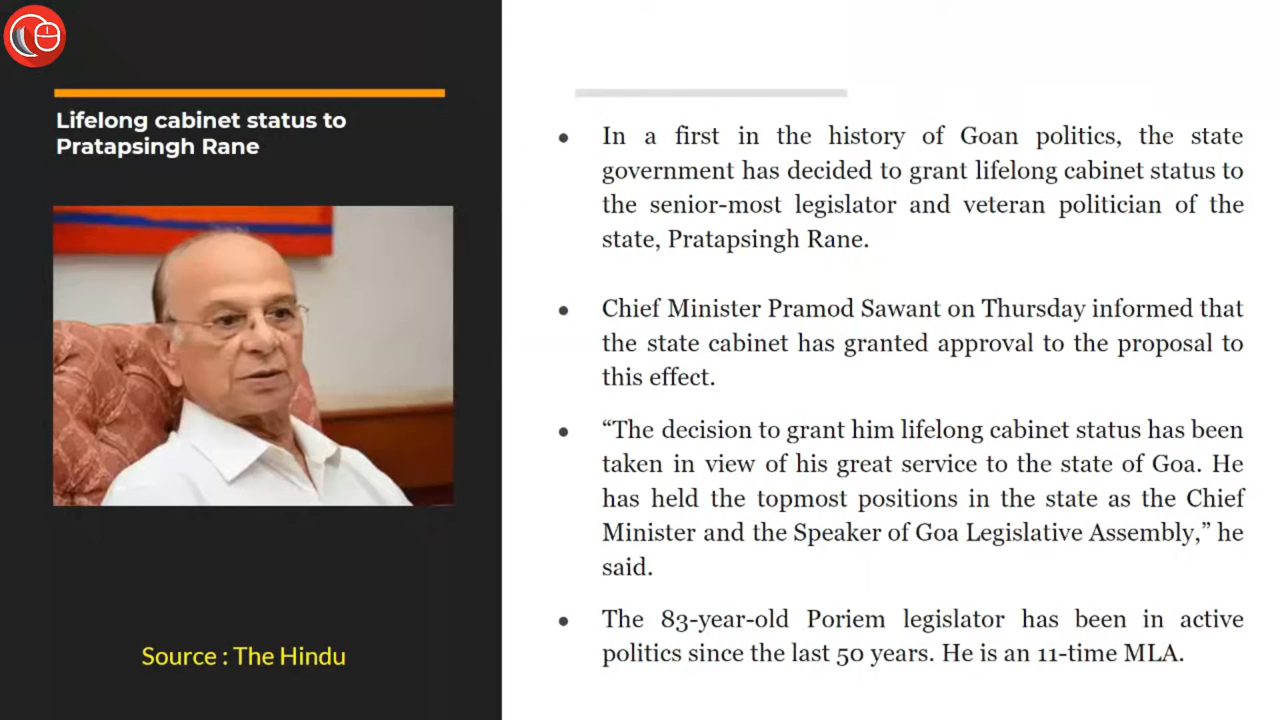 Lifelong cabinet status to
Pratapsingh Rane
Source : The Hindu
• In a first in the history of Goan politics, the state
government has decided to grant lifelong cabinet status to
the senior-most legislator and veteran politician of the
state, Pratapsingh Rane.
• Chief Minister Pramod Sawant on Thursday informed that
the state cabinet has granted approval to the proposal to
this effect.
• “The decision to grant him lifelong cabinet status has been
taken in view of his great service to the state of Goa. He
has held the topmost positions in the state as the Chief
Minister and the Speaker of Goa Legislative Assembly,” he
said.
• The 83-year-old Poriem legislator has been in active
politics since the last 50 years. He is an 11-time MLA.